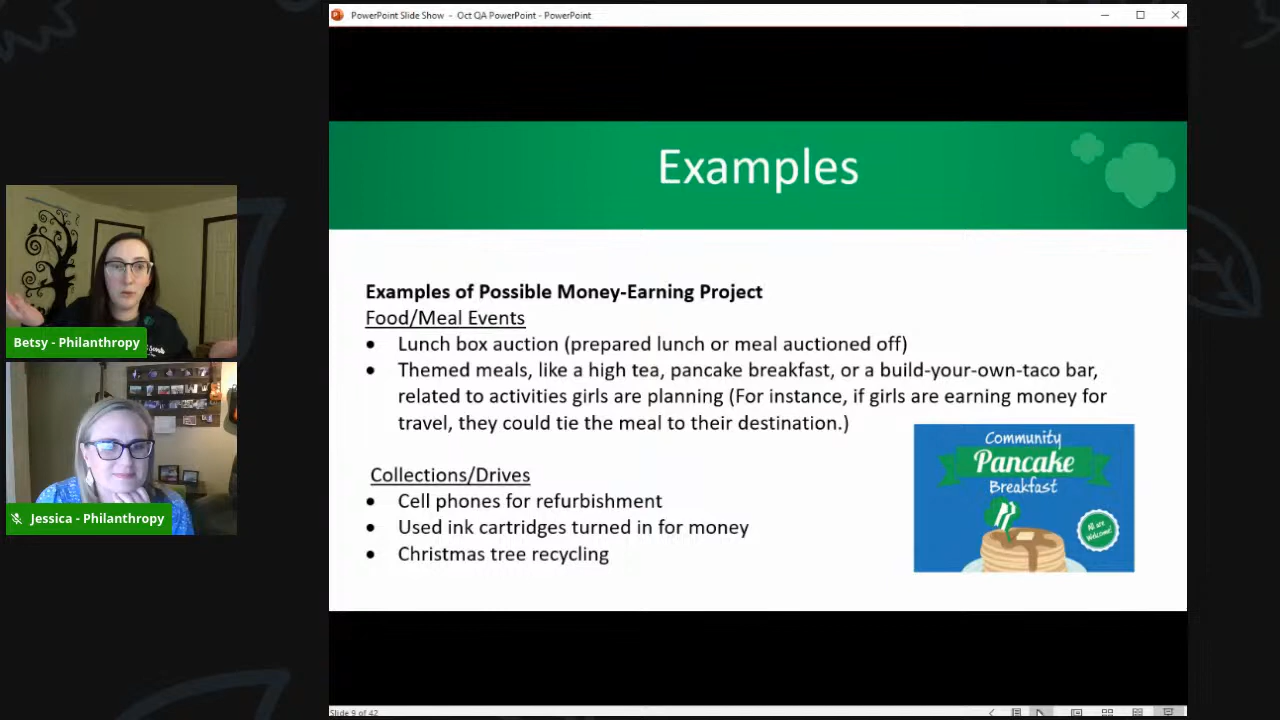 PowerPoint Slide Show - Oct QA PowerPoint - PowerPoint
Examples
Examples of Possible Money-Earning Project
Food/Meal Events
• Lunch box auction (prepared lunch or meal auctioned off)
• Themed meals, like a high tea, pancake breakfast, or a build-your-own-taco bar,
related to activities girls are planning (For instance, if girls are earning money for
travel, they could tie the meal to their destination.)
Collections/Drives
• Cell phones for refurbishment
• Used ink cartridges turned in for money
• Christmas tree recycling
Community
Pancake
Breakfast
All are
Welcome!
Betsy - Philanthropy
Jessica - Philanthropy
Slide 9 of 42